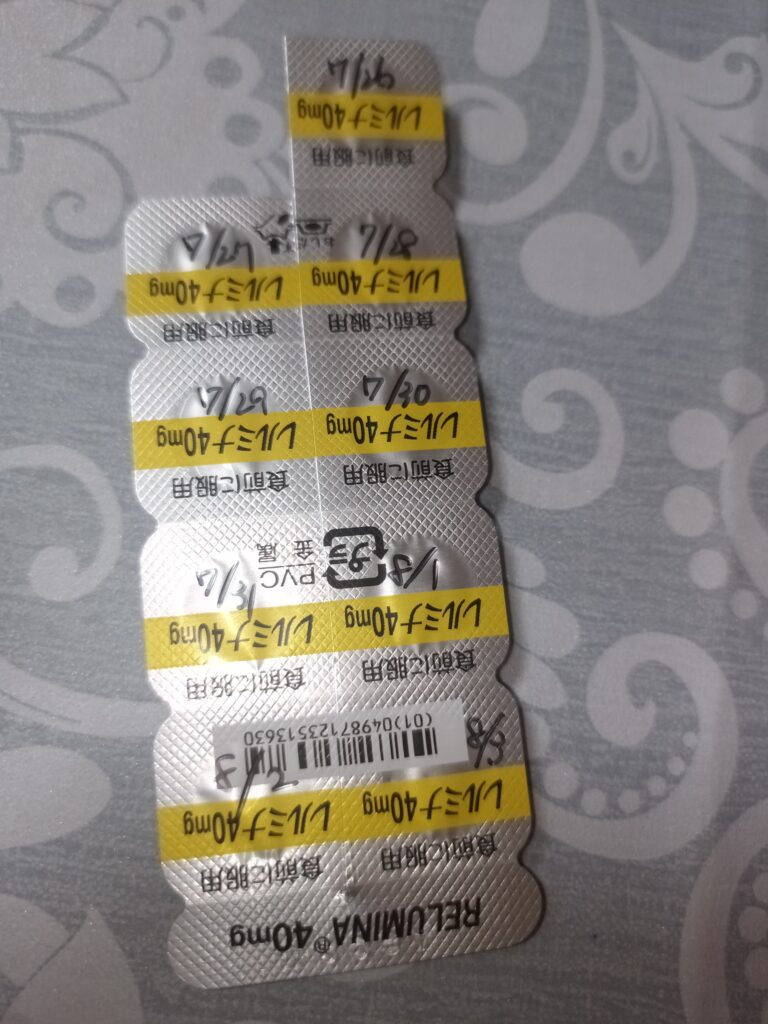 7/26
レルミナ40mg
食前に服用
おしだす
7/27 7/28
レルミナ40mg レルミナ40mg
食前に服用 食前に服用
7/29 7/30
レルミナ40mg レルミナ40mg
食前に服用 食前に服用
プラ 金属
PVC
7/31 8/1
レルミナ40mg レルミナ40mg
食前に服用 食前に服用
(01)04987123513630
8/2 8/3
レルミナ40mg レルミナ40mg
食前に服用 食前に服用
RELUMINA® 40mg